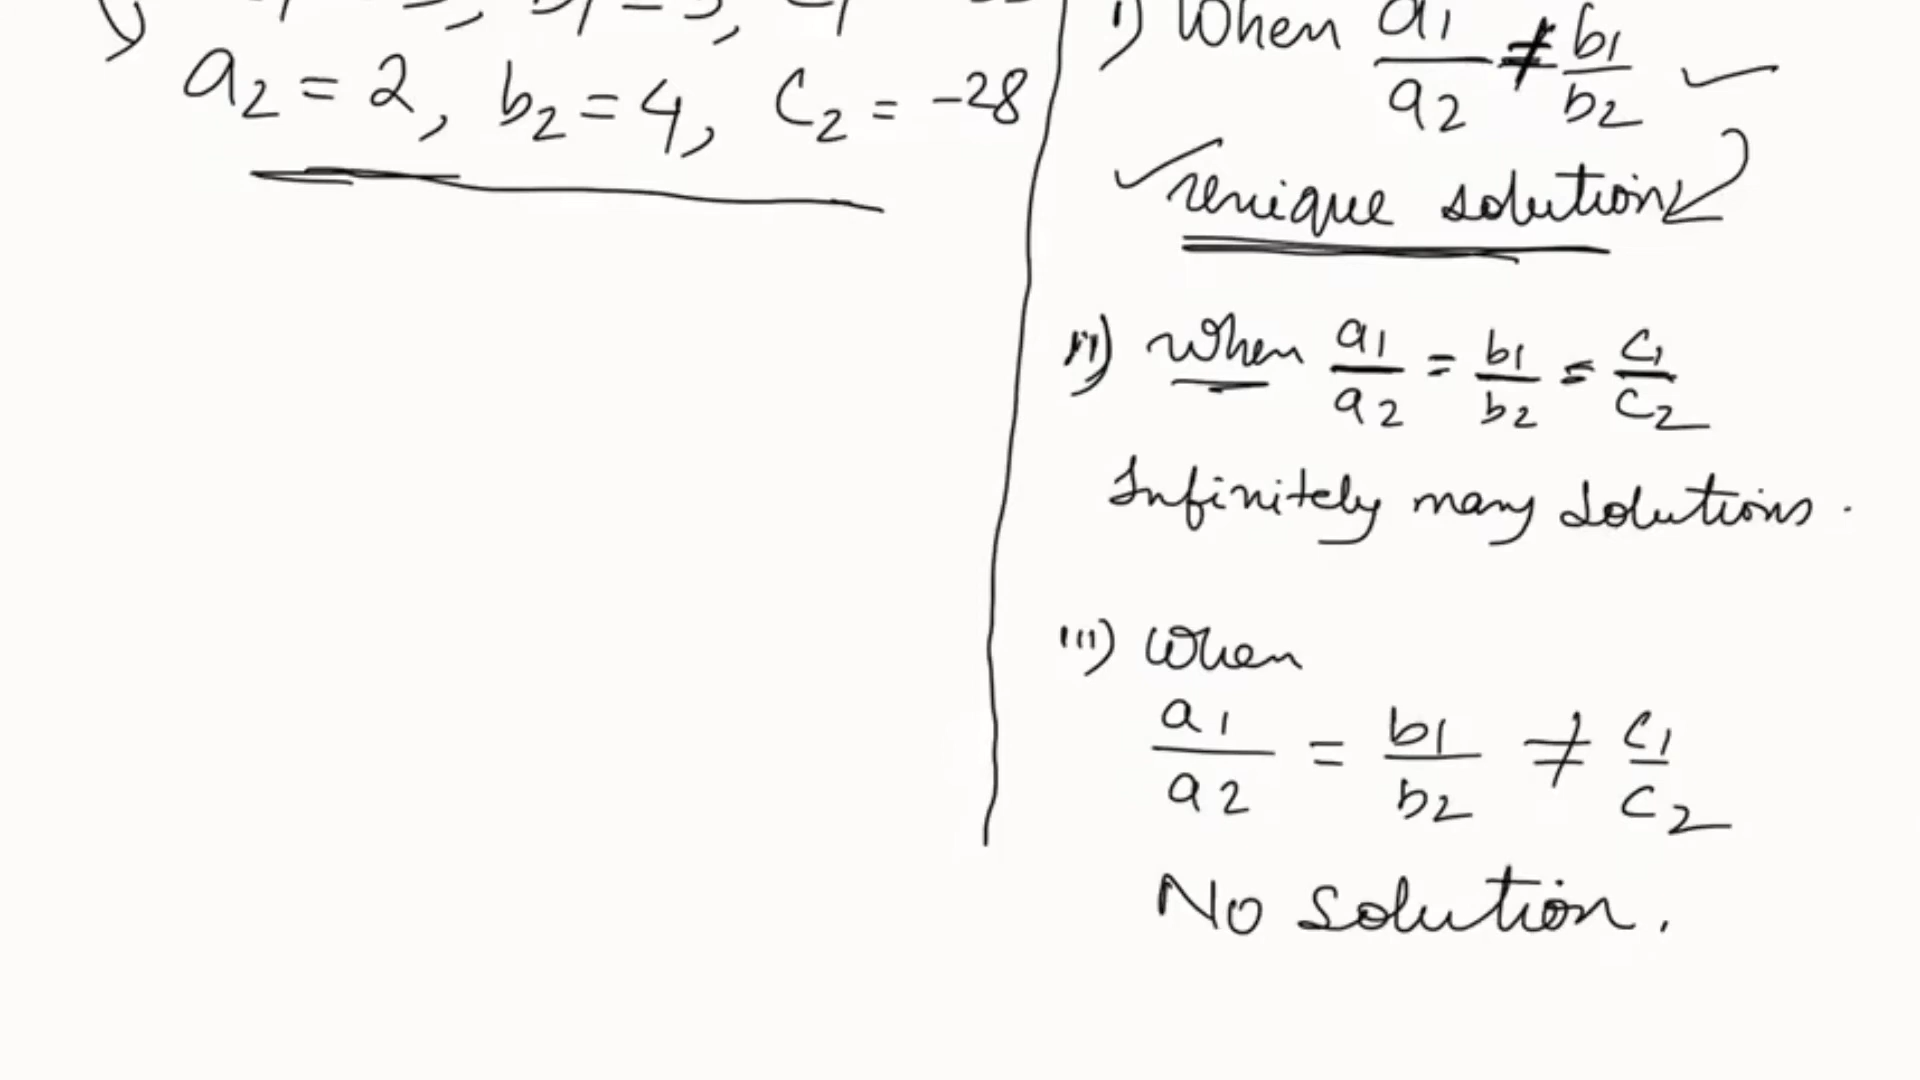 a2 = 2, b2 = 4, c2 = -28
i) When a1/a2 ≠ b1/b2
unique solution
ii) When a1/a2 = b1/b2 = c1/c2
Infinitely many solutions.
iii) When
a1/a2 = b1/b2 ≠ c1/c2
No solution.